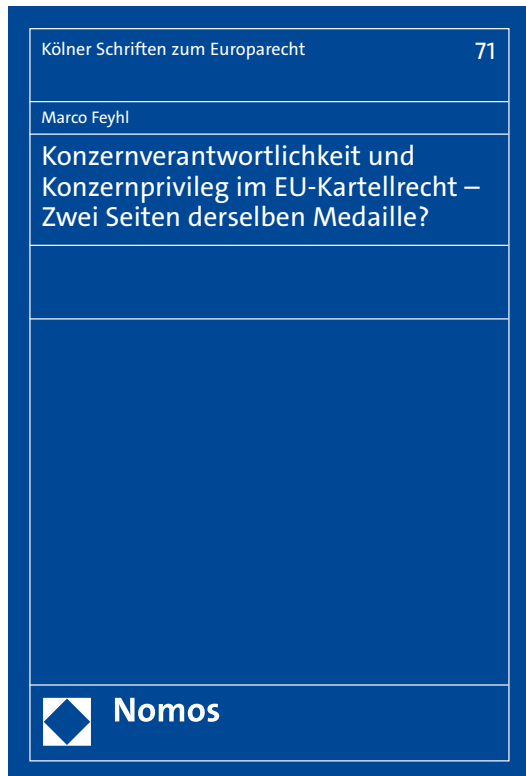 Kölner Schriften zum Europarecht 71
Marco Feyhl
Konzernverantwortlichkeit und
Konzernprivileg im EU-Kartellrecht –
Zwei Seiten derselben Medaille?
Nomos